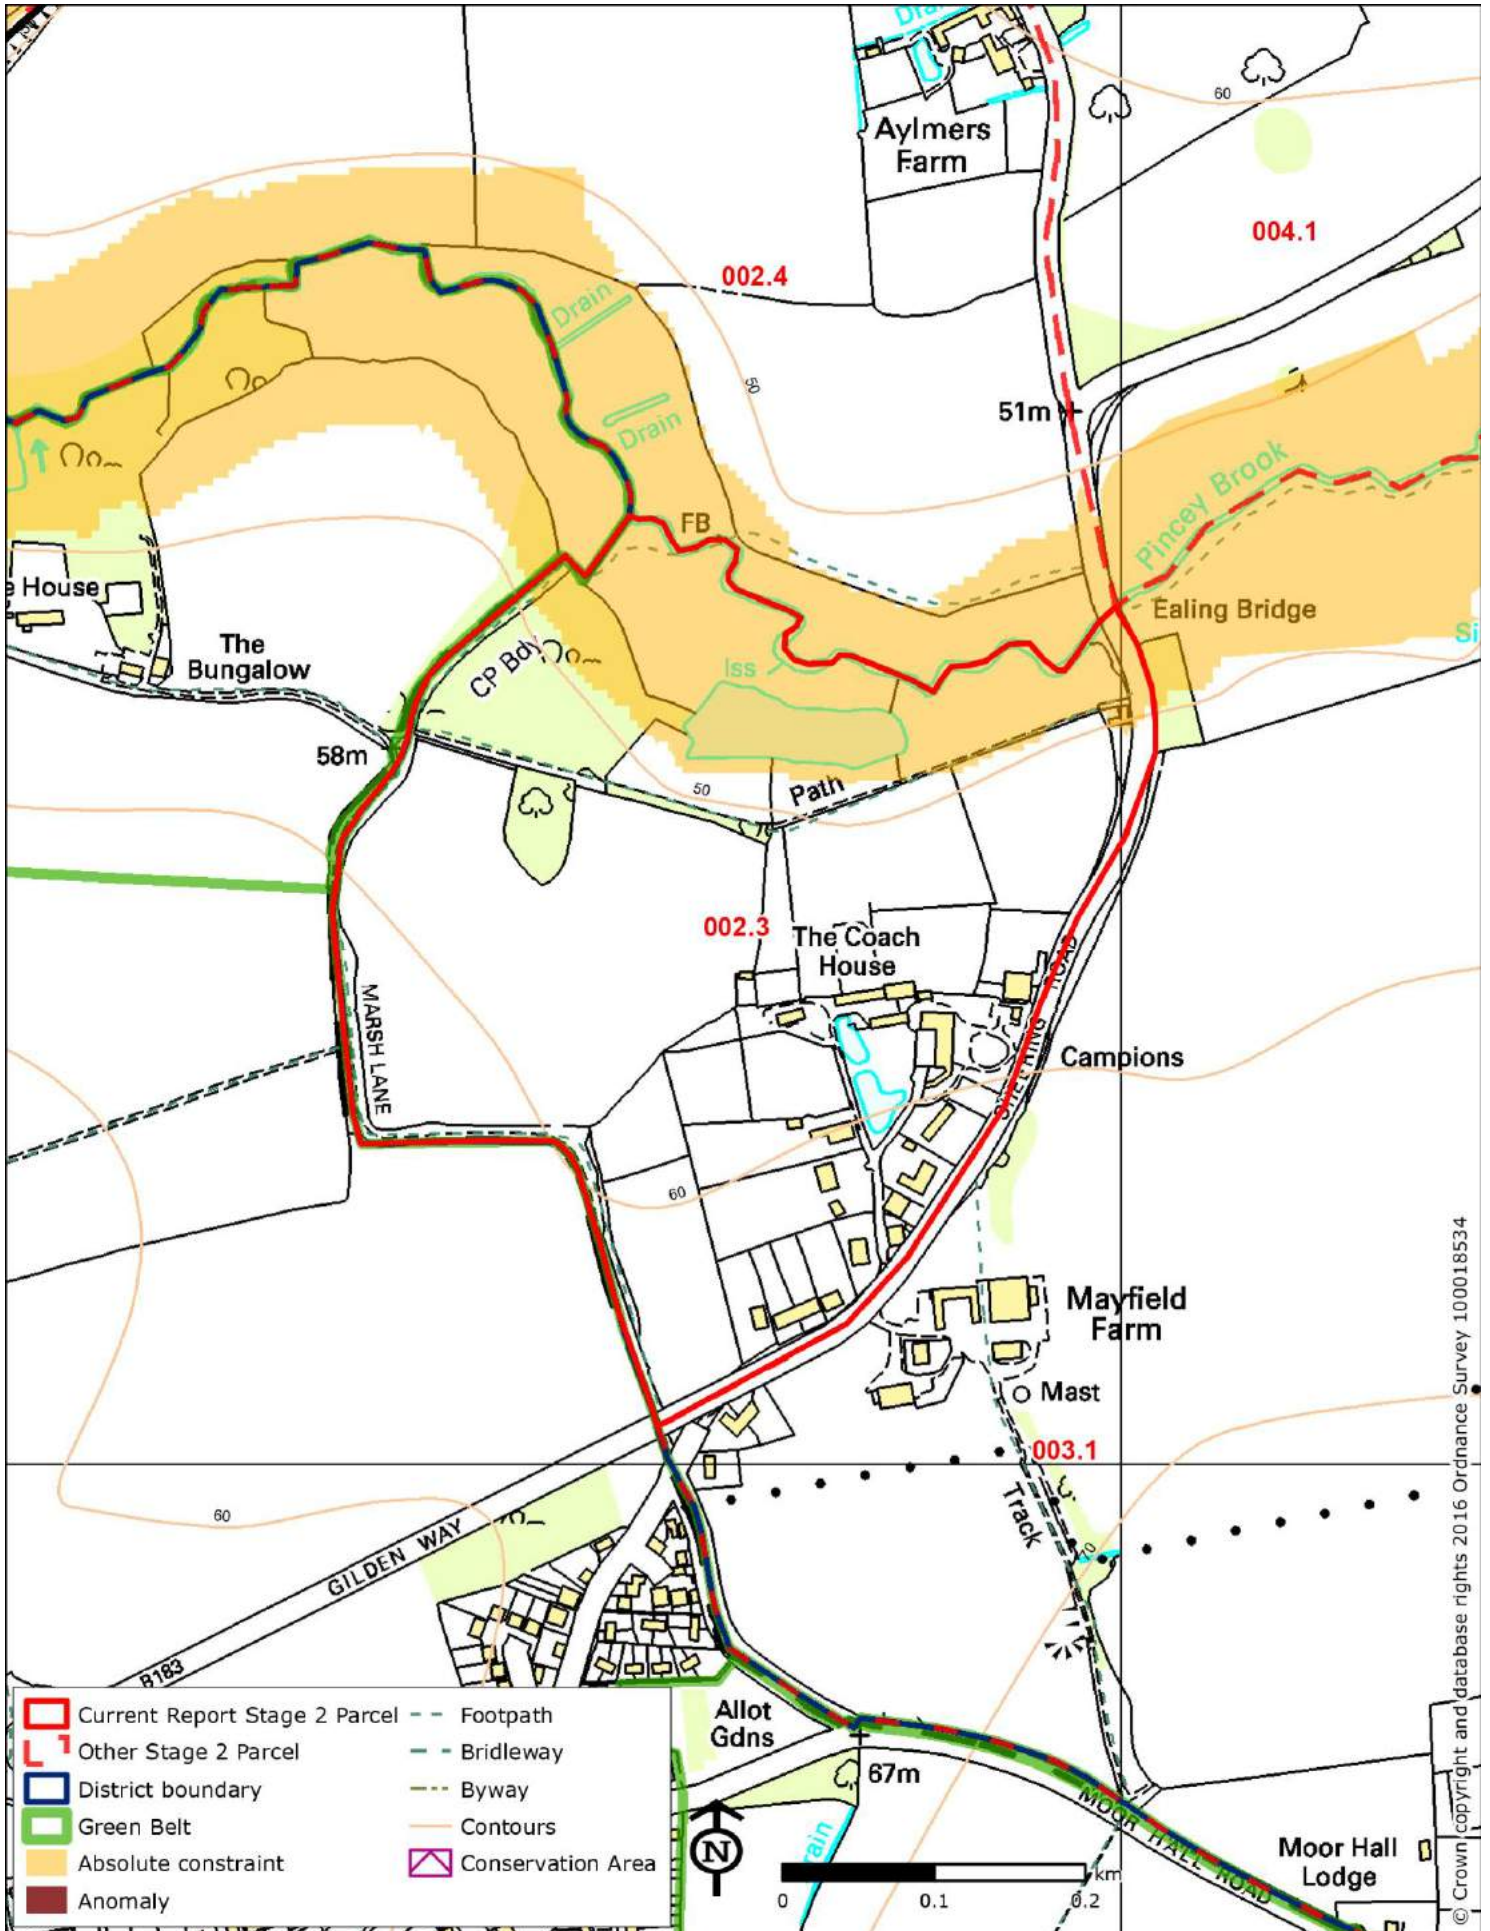 Aylmers
Farm
60
004.1
002.4
Drain
50
Drain
51m
Pincey Brook
FB
House
Ealing Bridge
The
Bungalow
CP Bdy
Iss
58m
50
Path
002.3
The Coach
House
MARSH LANE
SHEERING ROAD
Campions
60
Mayfield
Farm
Mast
003.1
Track
60
GILDEN WAY
70
B183
Allot
Gdns
67m
MOOR HALL ROAD
Moor Hall
Lodge
Current Report Stage 2 Parcel
Other Stage 2 Parcel
District boundary
Green Belt
Absolute constraint
Anomaly
Footpath
Bridleway
Byway
Contours
Conservation Area
N
km
0 0.1 0.2
© Crown copyright and database rights 2016 Ordnance Survey 100018534